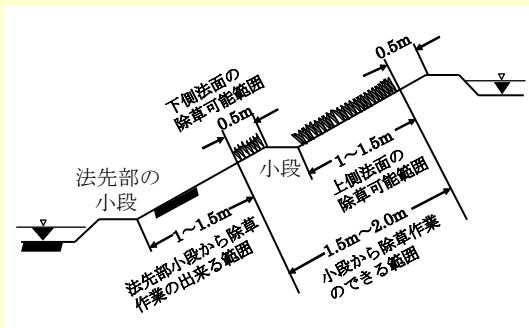 0.5m
下側法面の
除草可能範囲
0.5m
小段
1～1.5m
上側法面の
除草可能範囲
法先部の
小段
1～1.5m
法先部小段から除草
作業の出来る範囲
1.5m～2.0m
小段から除草作業
のできる範囲